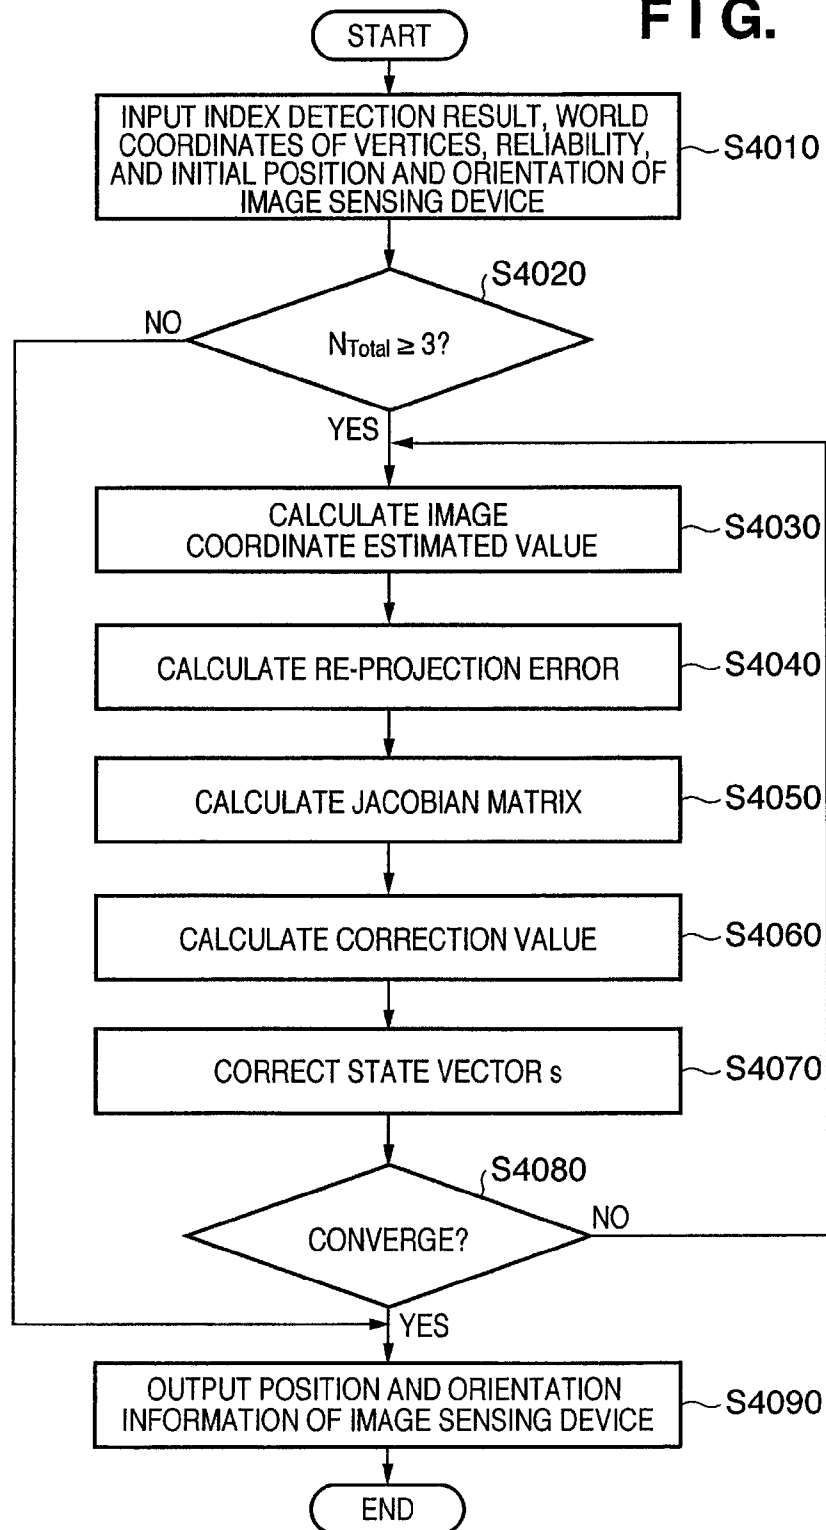 FIG.
START
INPUT INDEX DETECTION RESULT, WORLD
COORDINATES OF VERTICES, RELIABILITY,
AND INITIAL POSITION AND ORIENTATION OF
IMAGE SENSING DEVICE
S4010
S4020
NO
NTotal ≥ 3?
YES
CALCULATE IMAGE
COORDINATE ESTIMATED VALUE
S4030
CALCULATE RE-PROJECTION ERROR
S4040
CALCULATE JACOBIAN MATRIX
S4050
CALCULATE CORRECTION VALUE
S4060
CORRECT STATE VECTOR s
S4070
S4080
CONVERGE?
NO
YES
OUTPUT POSITION AND ORIENTATION
INFORMATION OF IMAGE SENSING DEVICE
S4090
END